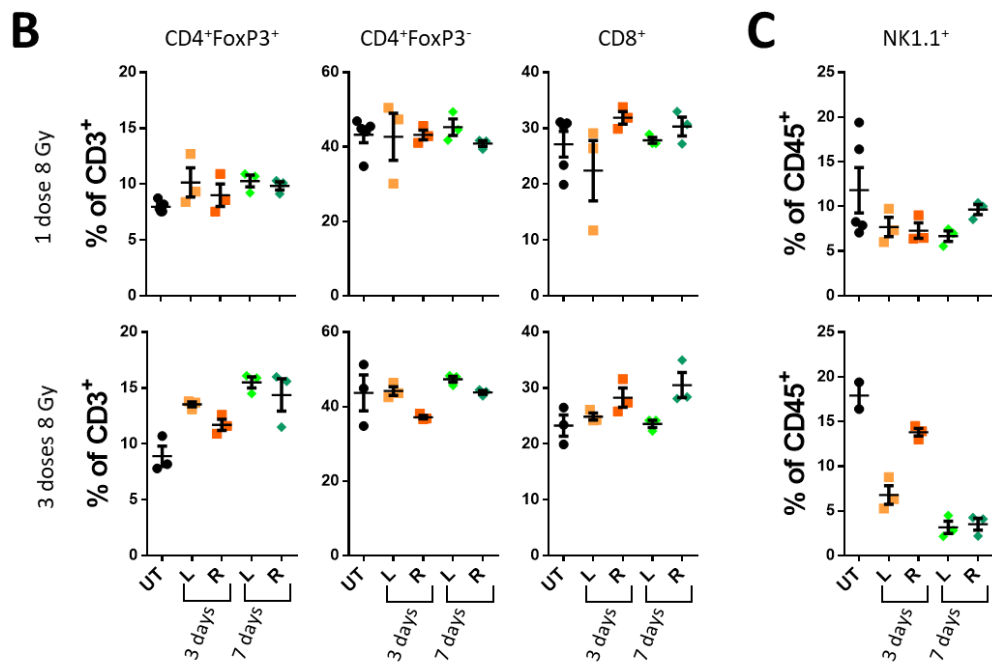 B
C
CD4⁺FoxP3⁺
CD4⁺FoxP3⁻
CD8⁺
NK1.1⁺
1 dose 8 Gy
% of CD3⁺
20
15
10
5
0
60
40
20
0
40
30
20
10
0
% of CD45⁺
25
20
15
10
5
0
3 doses 8 Gy
% of CD3⁺
20
15
10
5
0
60
40
20
0
40
30
20
10
0
% of CD45⁺
25
20
15
10
5
0
UT L R L R
3 days 7 days
UT L R L R
3 days 7 days
UT L R L R
3 days 7 days
UT L R L R
3 days 7 days